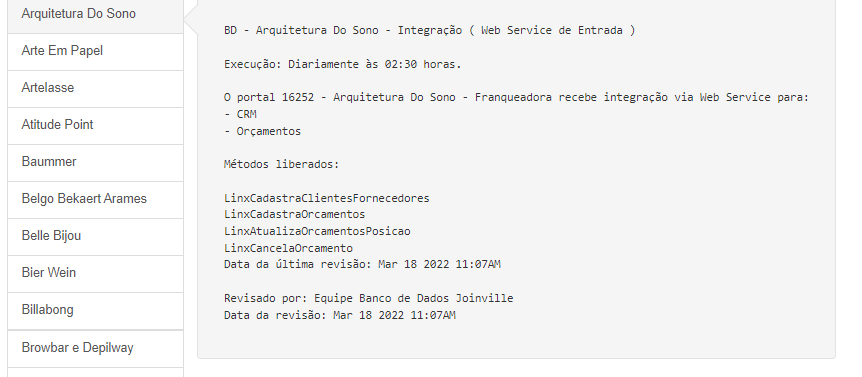 Arquitetura Do Sono
Arte Em Papel
Artelasse
Atitude Point
Baummer
Belgo Bekaert Arames
Belle Bijou
Bier Wein
Billabong
Browbar e Depilway
BD - Arquitetura Do Sono - Integração ( Web Service de Entrada )
Execução: Diariamente às 02:30 horas.
O portal 16252 - Arquitetura Do Sono - Franqueadora recebe integração via Web Service para:
- CRM
- Orçamentos
Métodos liberados:
LinxCadastraClientesFornecedores
LinxCadastraOrcamentos
LinxAtualizaOrcamentosPosicao
LinxCancelaOrcamento
Data da última revisão: Mar 18 2022 11:07AM
Revisado por: Equipe Banco de Dados Joinville
Data da revisão: Mar 18 2022 11:07AM